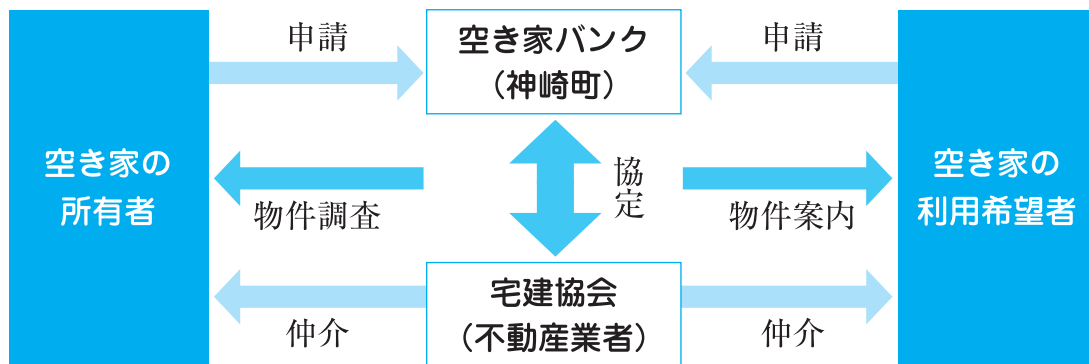 申請
空き家バンク
（神崎町）
申請
空き家の
所有者
物件調査
協定
物件案内
空き家の
利用希望者
仲介
宅建協会
（不動産業者）
仲介